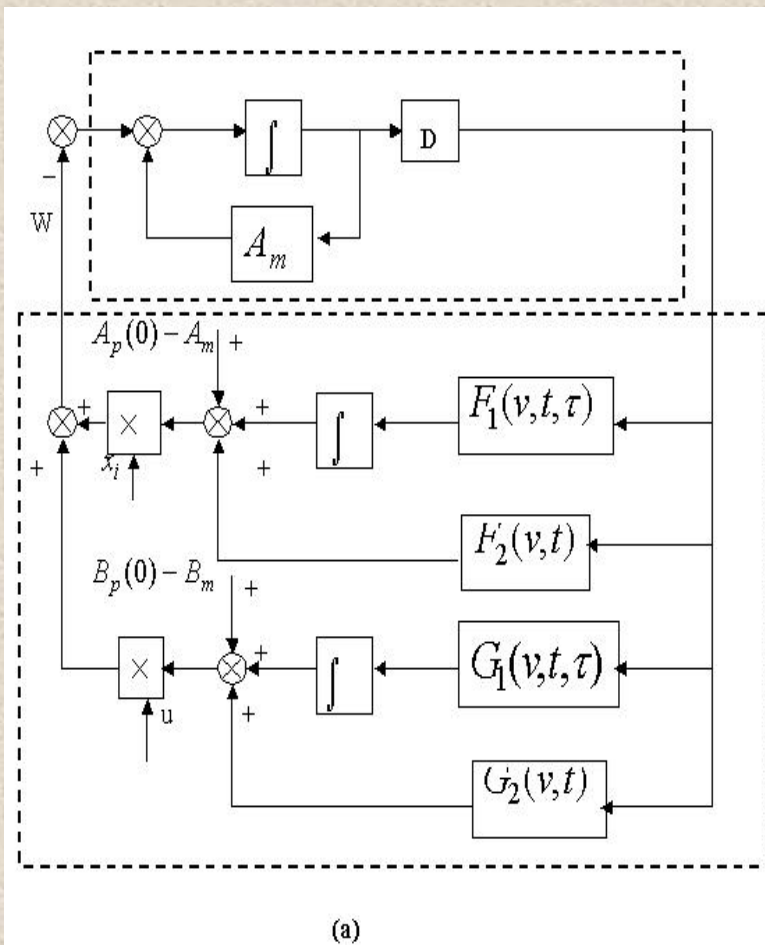 ∫
D
−
W
A_m
A_p(0) − A_m
+
+
+
F_1(v,t,τ)
×
∫
+
+
x_i
F_2(v,t)
B_p(0) − B_m
+
+
G_1(v,t,τ)
×
∫
u
+
G_2(v,t)
(a)